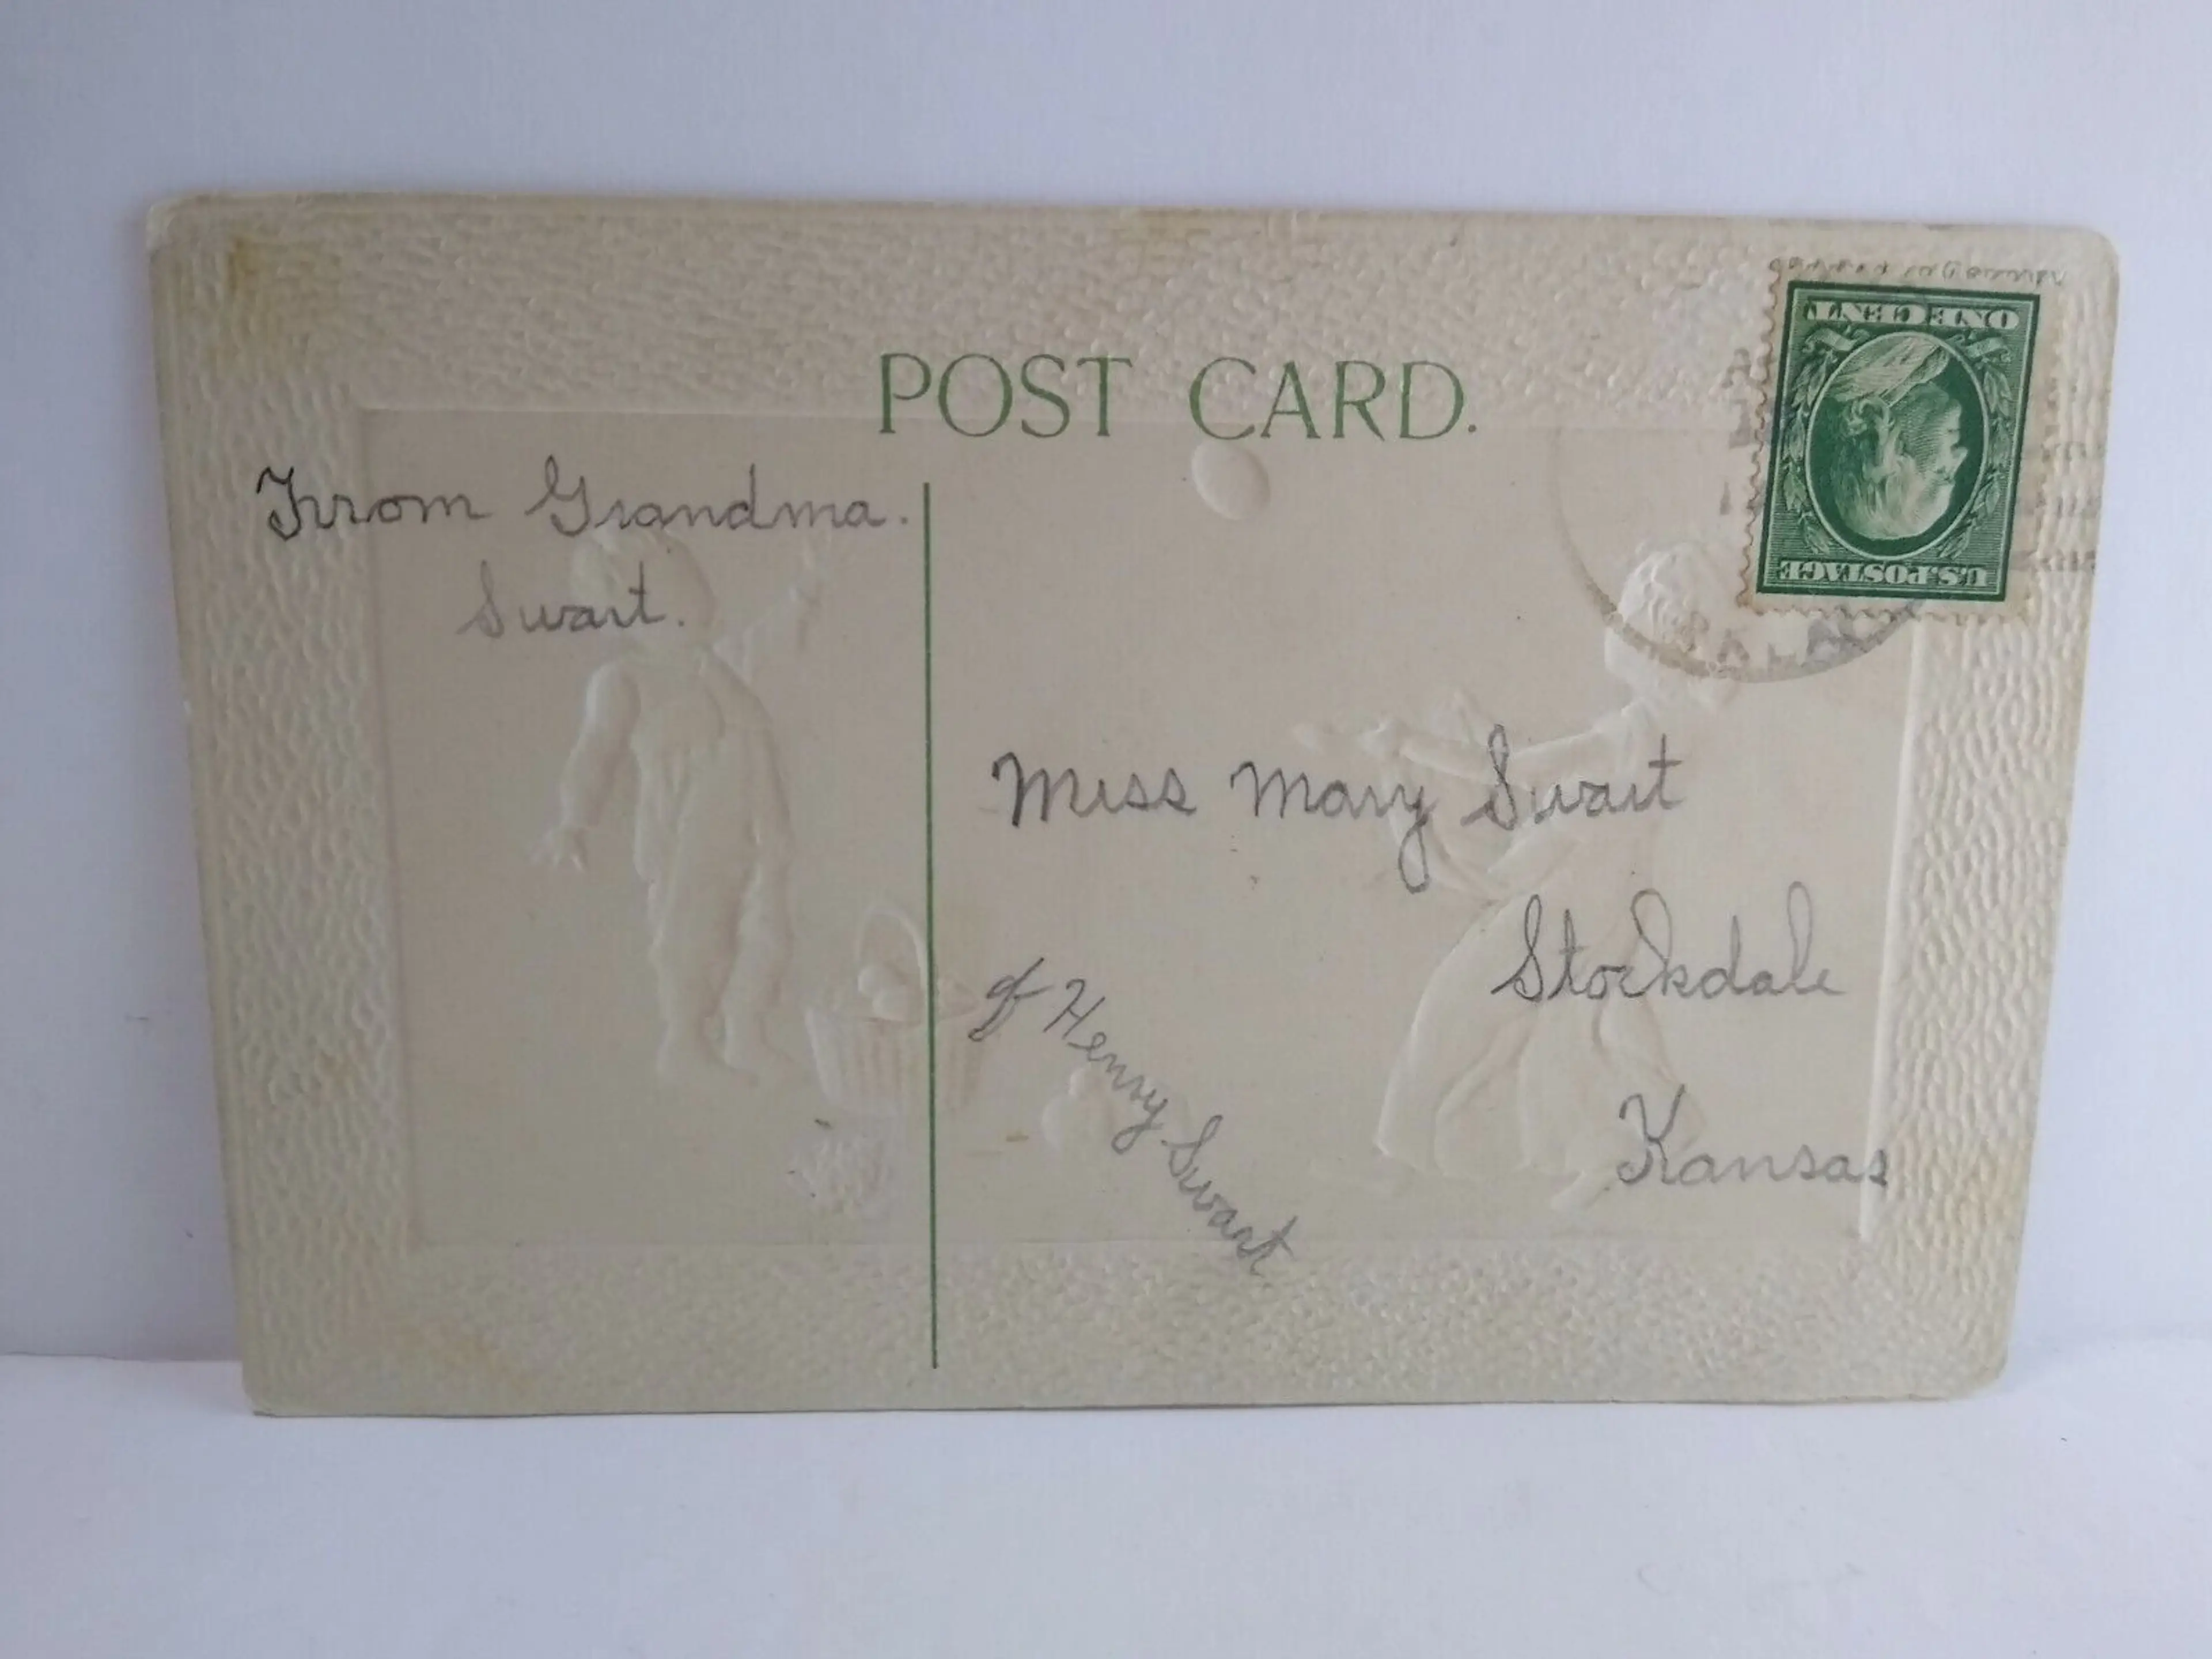 POST CARD.
ONE CENT
U.S. POSTAGE
From Grandma.
Swart.
Miss Mary Swart
Stockdale
Kansas
of Henry Swart.